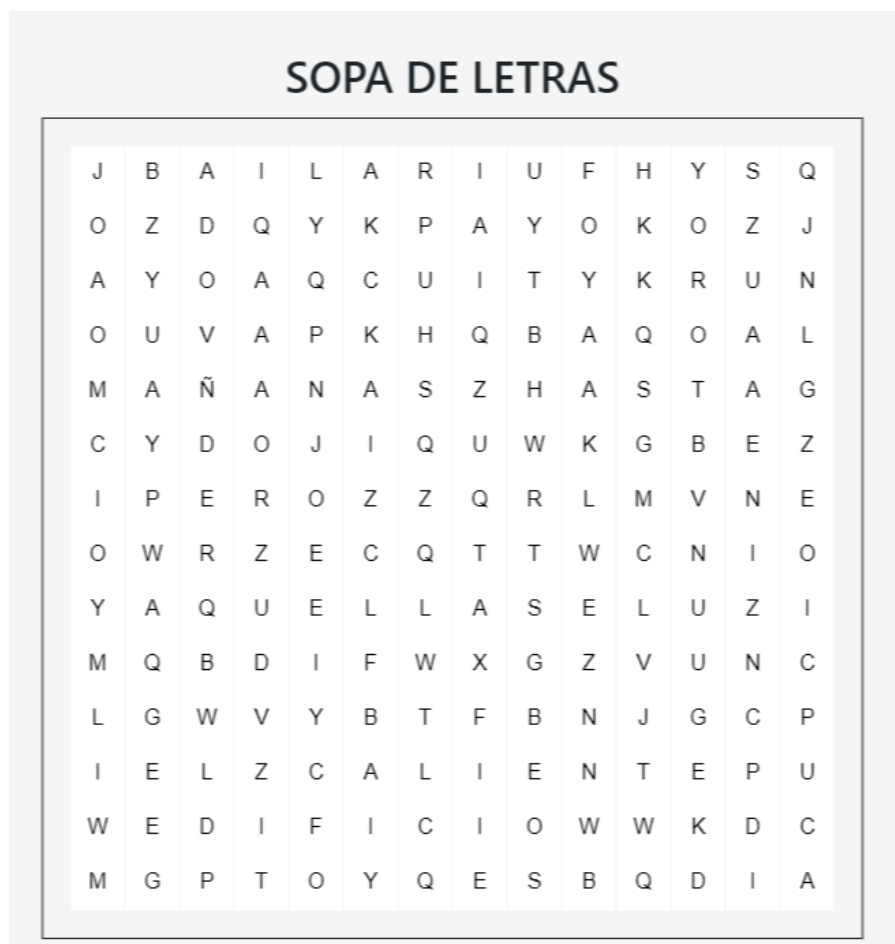 SOPA DE LETRAS
J B A I L A R I U F H Y S Q
O Z D Q Y K P A Y O K O Z J
A Y O A Q C U I T Y K R U N
O U V A P K H Q B A Q O A L
M A Ñ A N A S Z H A S T A G
C Y D O J I Q U W K G B E Z
I P E R O Z Z Q R L M V N E
O W R Z E C Q T T W C N I O
Y A Q U E L L A S E L U Z I
M Q B D I F W X G Z V U N C
L G W V Y B T F B N J G C P
I E L Z C A L I E N T E P U
W E D I F I C I O W W K D C
M G P T O Y Q E S B Q D I A